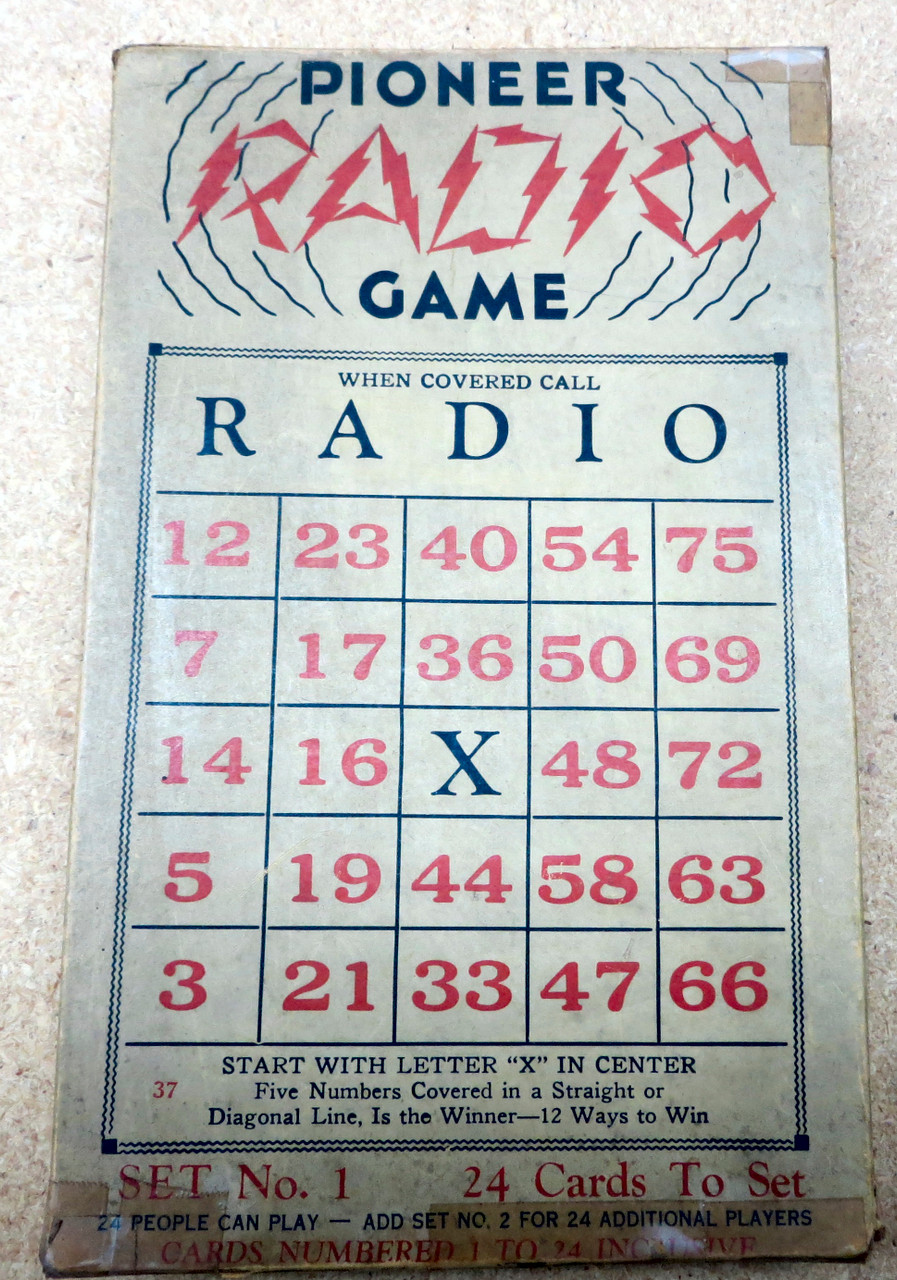 PIONEER
RADIO
GAME
WHEN COVERED CALL
R A D I O
12 23 40 54 75
7 17 36 50 69
14 16 X 48 72
5 19 44 58 63
3 21 33 47 66
START WITH LETTER “X” IN CENTER
37 Five Numbers Covered in a Straight or
Diagonal Line, Is the Winner—12 Ways to Win
SET No. 1 24 Cards To Set
24 PEOPLE CAN PLAY — ADD SET NO. 2 FOR 24 ADDITIONAL PLAYERS
CARDS NUMBERED 1 TO 24 INCLUSIVE